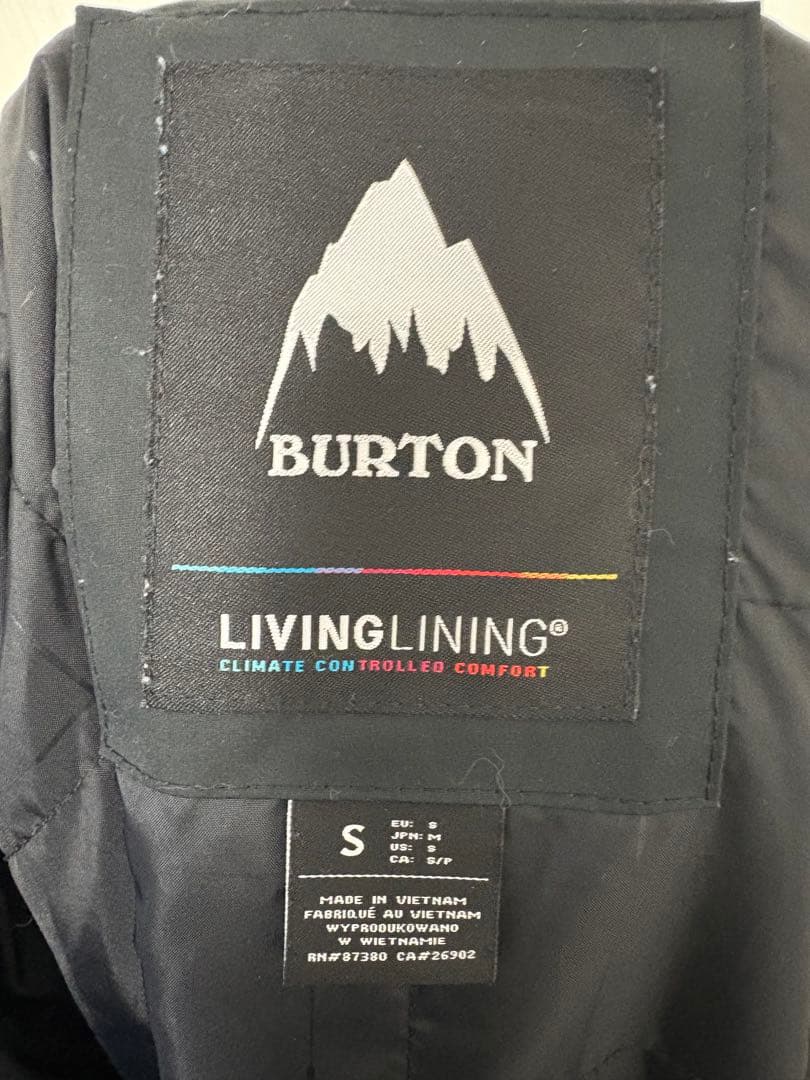 BURTON
LIVINGLINING®
CLIMATE CONTROLLED COMFORT
S
EU: S
JPN: M
US: S
CA: S/P
MADE IN VIETNAM
FABRIQUÉ AU VIETNAM
WYPRODUKOWANO
W WIETNAMIE
RN#87380 CA#26902